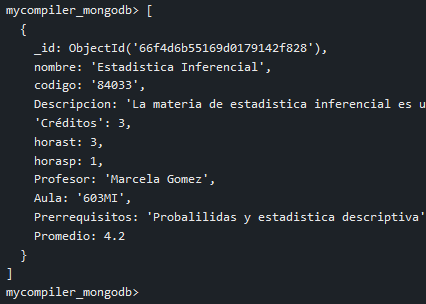 mycompiler_mongodb> [
  {
    _id: ObjectId('66f4d6b55169d0179142f828'),
    nombre: 'Estadistica Inferencial',
    codigo: '84033',
    Descripcion: 'La materia de estadistica inferencial es u
    'Créditos': 3,
    horast: 3,
    horasp: 1,
    Profesor: 'Marcela Gomez',
    Aula: '603MI',
    Prerrequisitos: 'Probalilidas y estadistica descriptiva'
    Promedio: 4.2
  }
]
mycompiler_mongodb>